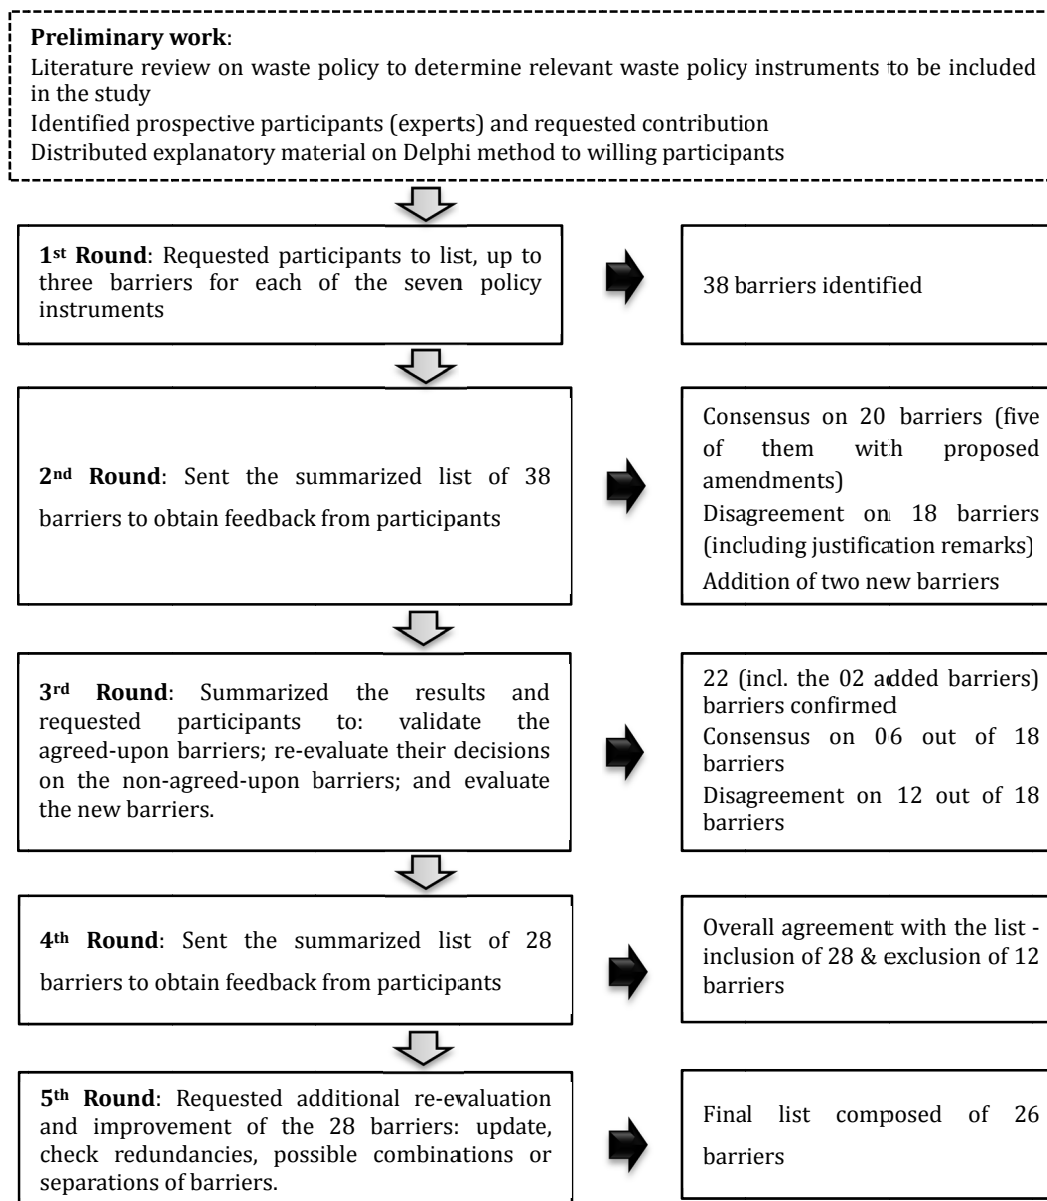 Preliminary work:
Literature review on waste policy to determine relevant waste policy instruments to be included
in the study
Identified prospective participants (experts) and requested contribution
Distributed explanatory material on Delphi method to willing participants
1st Round: Requested participants to list, up to
three barriers for each of the seven policy
instruments
38 barriers identified
2nd Round: Sent the summarized list of 38
barriers to obtain feedback from participants
Consensus on 20 barriers (five
of them with proposed
amendments)
Disagreement on 18 barriers
(including justification remarks)
Addition of two new barriers
3rd Round: Summarized the results and
requested participants to: validate the
agreed-upon barriers; re-evaluate their decisions
on the non-agreed-upon barriers; and evaluate
the new barriers.
22 (incl. the 02 added barriers)
barriers confirmed
Consensus on 06 out of 18
barriers
Disagreement on 12 out of 18
barriers
4th Round: Sent the summarized list of 28
barriers to obtain feedback from participants
Overall agreement with the list -
inclusion of 28 & exclusion of 12
barriers
5th Round: Requested additional re-evaluation
and improvement of the 28 barriers: update,
check redundancies, possible combinations or
separations of barriers.
Final list composed of 26
barriers